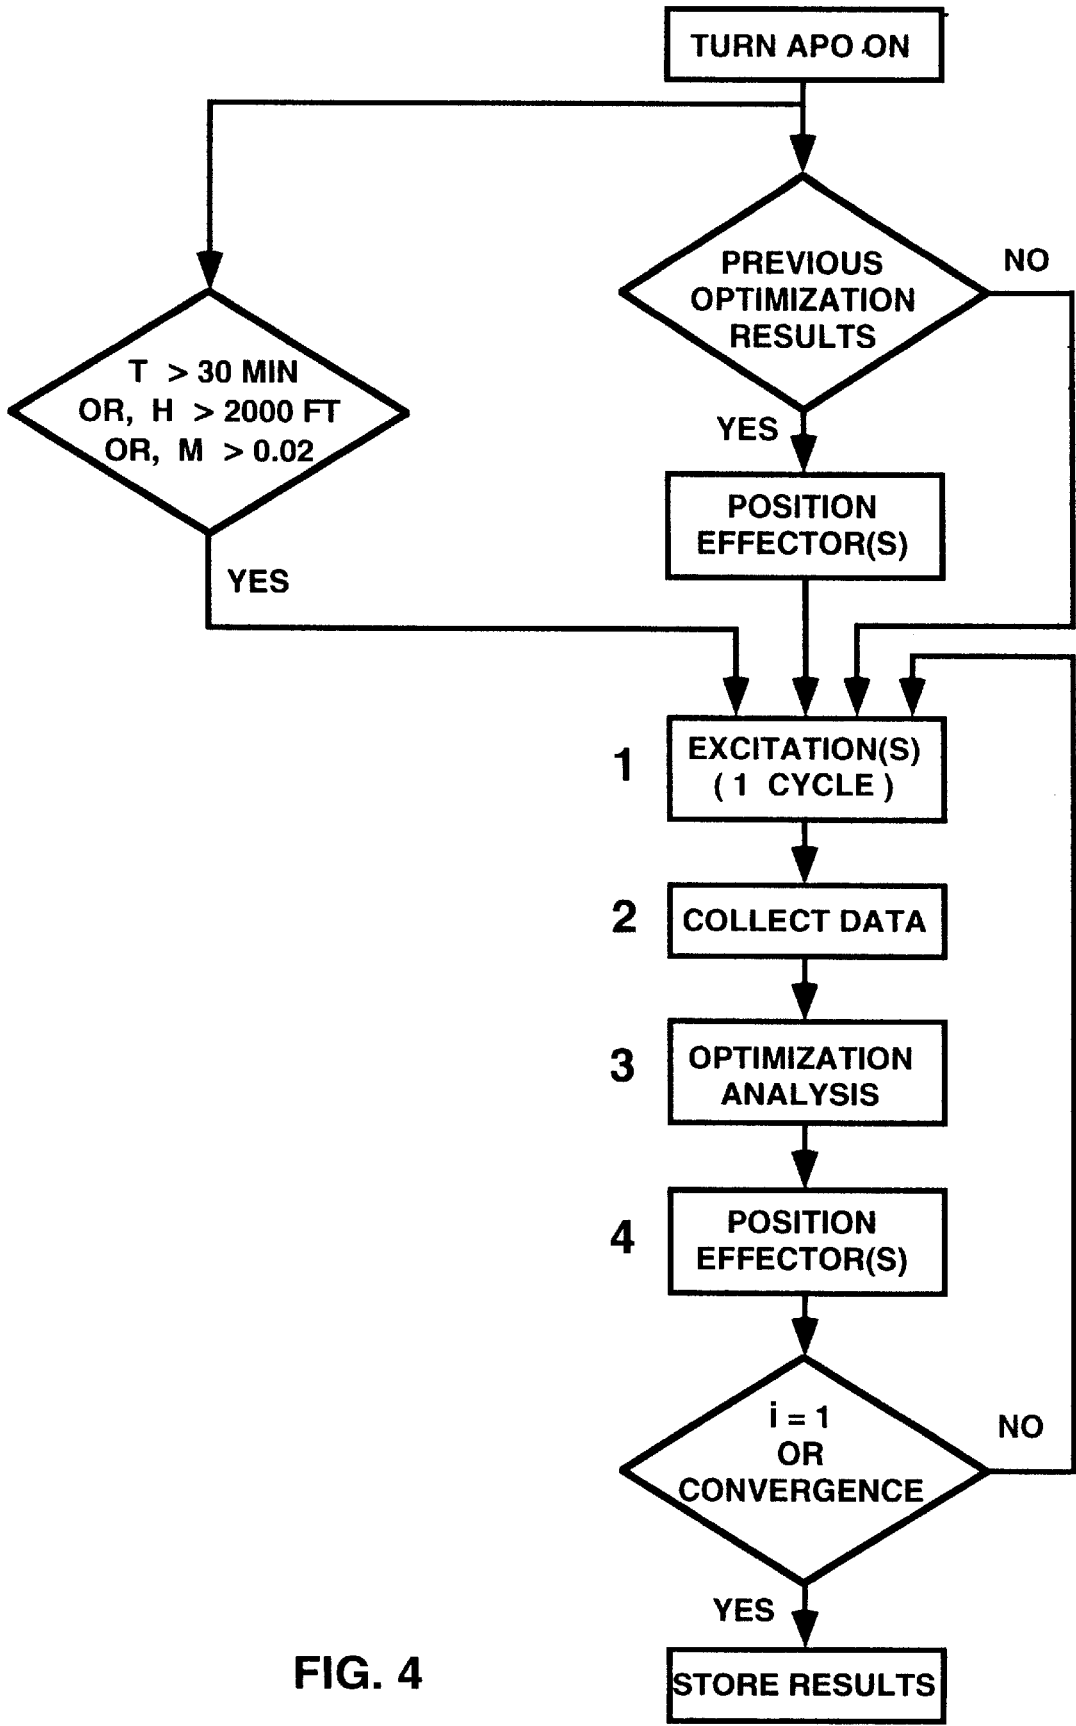 TURN APO ON
PREVIOUS
OPTIMIZATION
RESULTS
NO
T > 30 MIN
OR, H > 2000 FT
OR, M > 0.02
YES
POSITION
EFFECTOR(S)
YES
1
EXCITATION(S)
( 1 CYCLE )
2
COLLECT DATA
3
OPTIMIZATION
ANALYSIS
4
POSITION
EFFECTOR(S)
i = 1
OR
CONVERGENCE
NO
YES
STORE RESULTS
FIG. 4